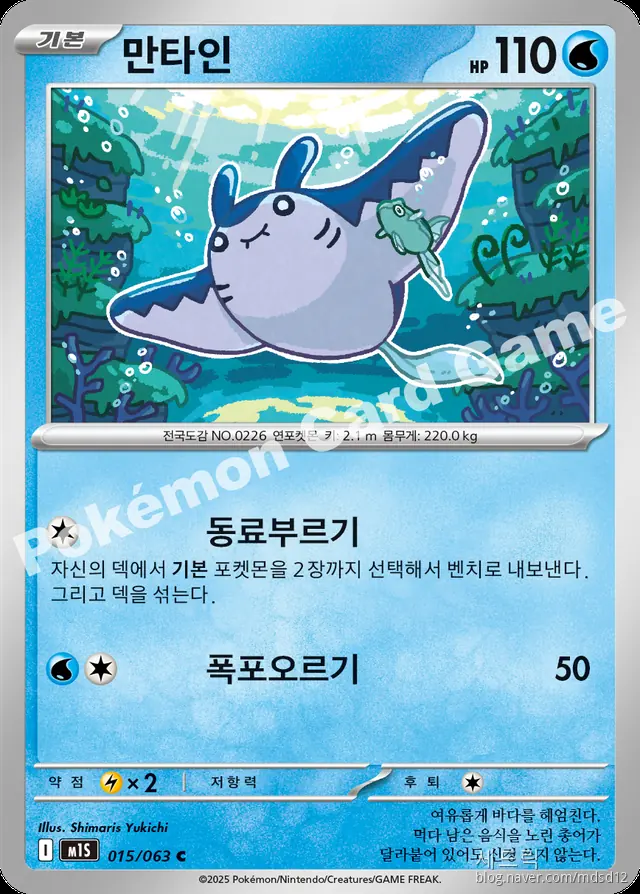 기본 만타인 HP 110
전국도감 NO.0226 연포켓몬 키: 2.1 m 몸무게: 220.0 kg
Pokémon Card Game
동료부르기
자신의 덱에서 기본 포켓몬을 2장까지 선택해서 벤치로 내보낸다.
그리고 덱을 섞는다.
폭포오르기 50
약점 ×2 저항력 후퇴
Illus. Shimaris Yukichi
I M1S 015/063 C
여유롭게 바다를 헤엄친다.
먹다 남은 음식을 노린 총어가
달라붙어 있어도 신경 쓰지 않는다.
blog.naver.com/mdsd12
©2025 Pokémon/Nintendo/Creatures/GAME FREAK.